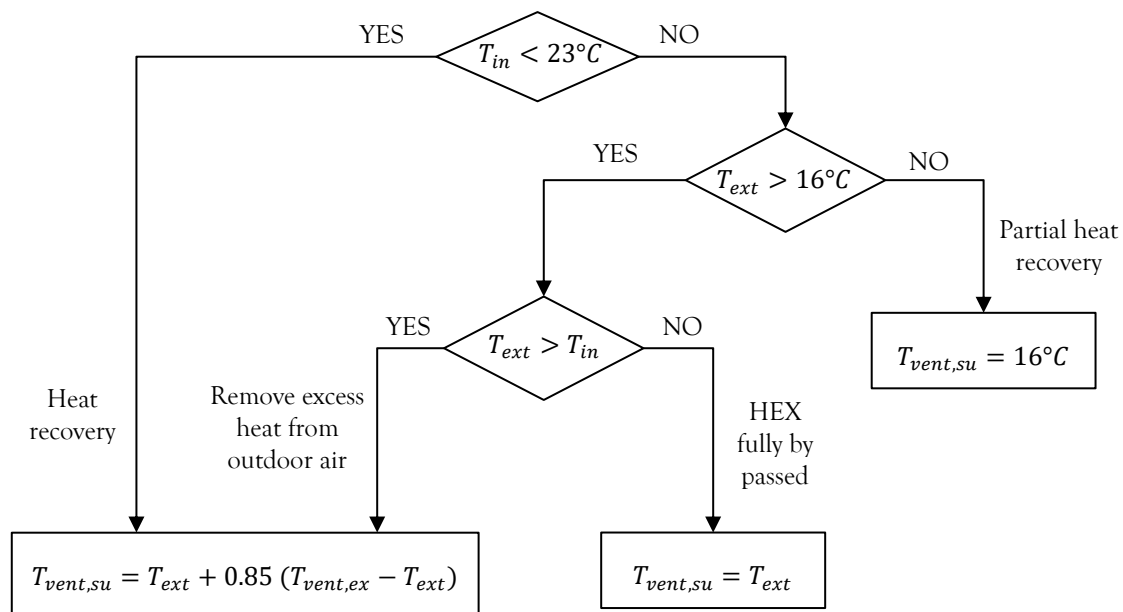 YES
T_in < 23°C
NO
YES
T_ext > 16°C
NO
Partial heat
recovery
YES
T_ext > T_in
NO
T_vent,su = 16°C
Heat
recovery
Remove excess
heat from
outdoor air
HEX
fully by
passed
T_vent,su = T_ext + 0.85 (T_vent,ex − T_ext)
T_vent,su = T_ext